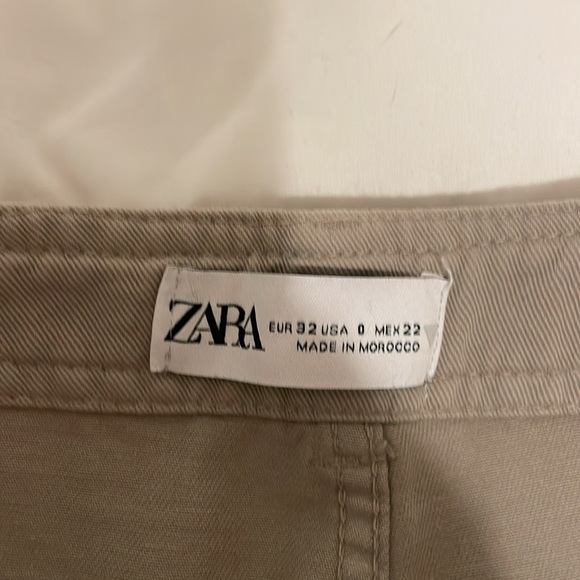 ZARA
EUR 32 USA 0 MEX 22
MADE IN MOROCCO